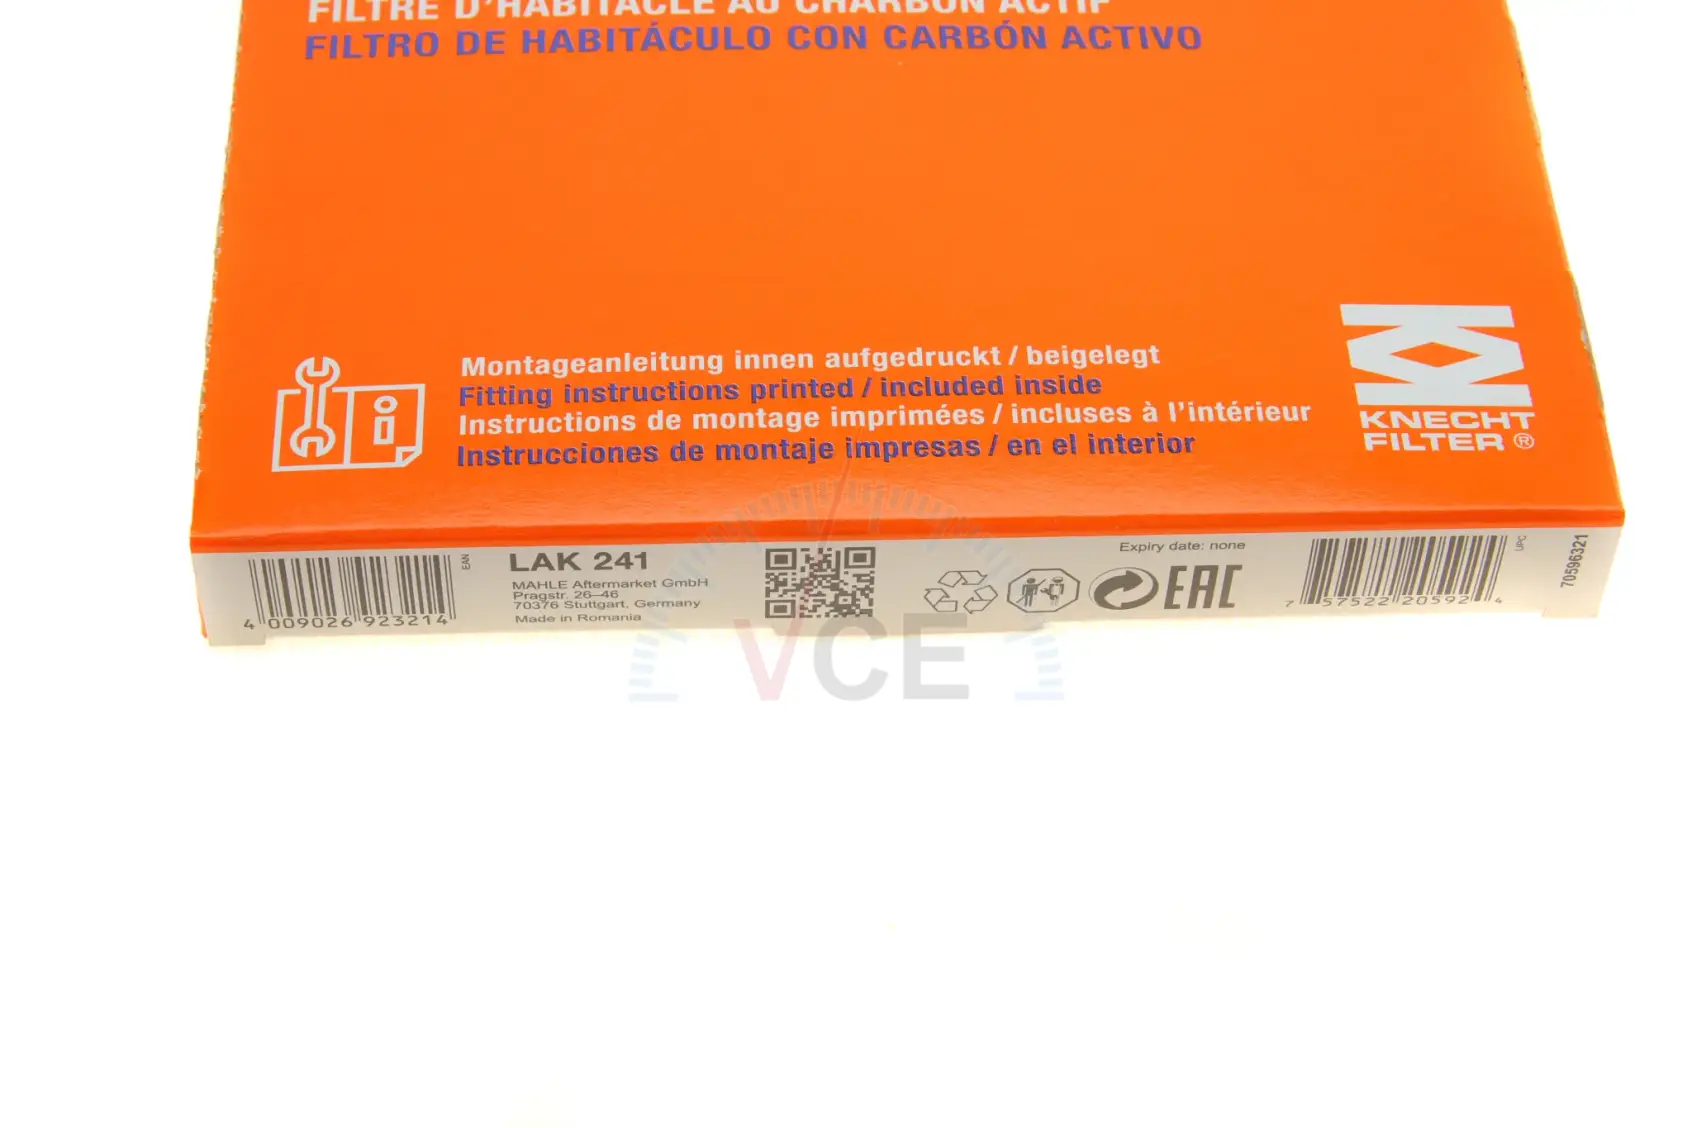 FILTRE D'HABITACLE AU CHARBON ACTIF
FILTRO DE HABITÁCULO CON CARBÓN ACTIVO
Montageanleitung innen aufgedruckt / beigelegt
Fitting instructions printed / included inside
Instructions de montage imprimées / incluses à l'intérieur
Instrucciones de montaje impresas / en el interior
KNECHT
FILTER ®
4 009026 923214
EAN
LAK 241
MAHLE Aftermarket GmbH
Pragstr. 26–46
70376 Stuttgart, Germany
Made in Romania
EAC
Expiry date: none
7 57522 20592 4
UPC
70596321
VCE